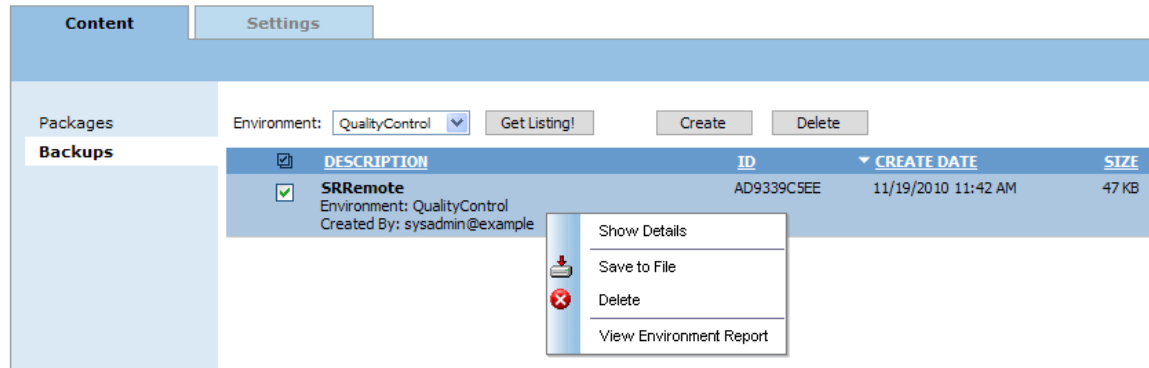 Content Settings
Packages
Backups
Environment: QualityControl Get Listing! Create Delete
DESCRIPTION ID CREATE DATE SIZE
SRRemote AD9339C5EE 11/19/2010 11:42 AM 47 KB
Environment: QualityControl
Created By: sysadmin@example
Show Details
Save to File
Delete
View Environment Report